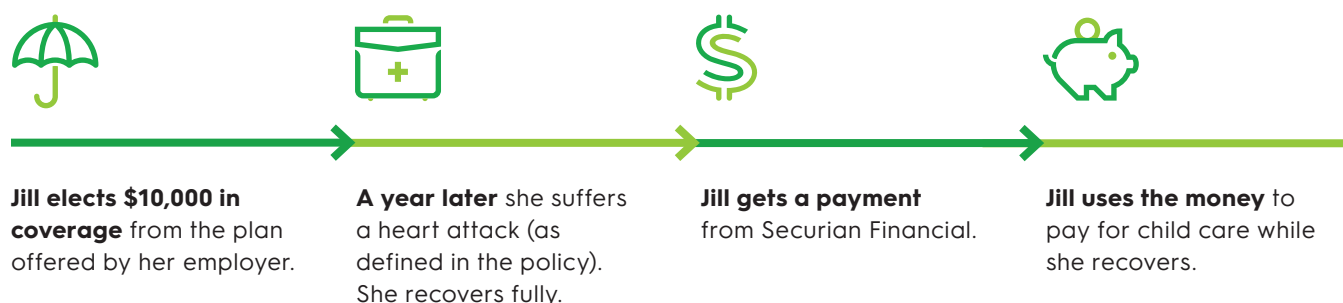 Jill elects $10,000 in
coverage from the plan
offered by her employer.
A year later she suffers
a heart attack (as
defined in the policy).
She recovers fully.
Jill gets a payment
from Securian Financial.
Jill uses the money to
pay for child care while
she recovers.